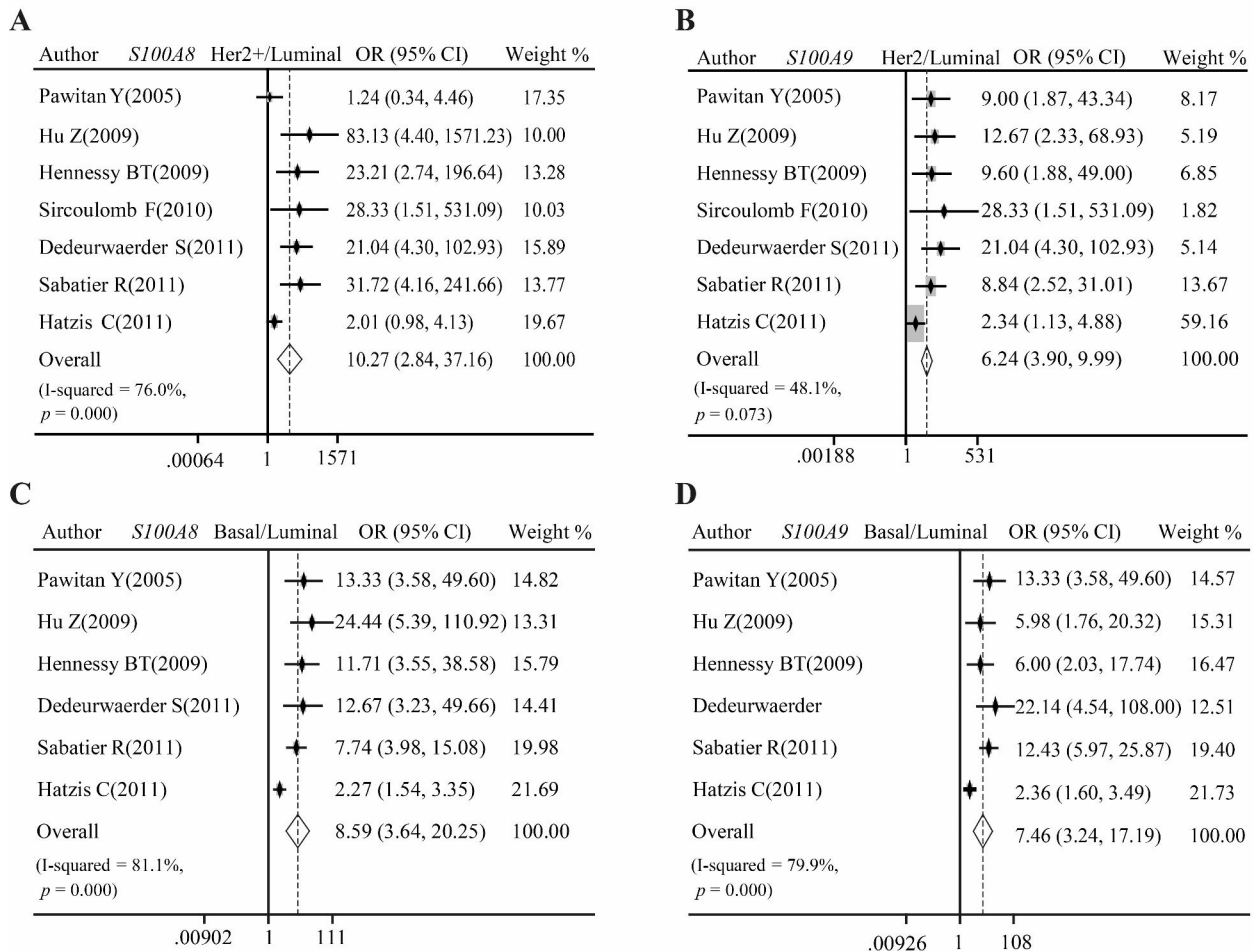 A
Author S100A8 Her2+/Luminal OR (95% CI) Weight %
Pawitan Y(2005) 1.24 (0.34, 4.46) 17.35
Hu Z(2009) 83.13 (4.40, 1571.23) 10.00
Hennessy BT(2009) 23.21 (2.74, 196.64) 13.28
Sircoulomb F(2010) 28.33 (1.51, 531.09) 10.03
Dedeurwaerder S(2011) 21.04 (4.30, 102.93) 15.89
Sabatier R(2011) 31.72 (4.16, 241.66) 13.77
Hatzis C(2011) 2.01 (0.98, 4.13) 19.67
Overall 10.27 (2.84, 37.16) 100.00
(I-squared = 76.0%,
p = 0.000)
.00064 1 1571
B
Author S100A9 Her2/Luminal OR (95% CI) Weight %
Pawitan Y(2005) 9.00 (1.87, 43.34) 8.17
Hu Z(2009) 12.67 (2.33, 68.93) 5.19
Hennessy BT(2009) 9.60 (1.88, 49.00) 6.85
Sircoulomb F(2010) 28.33 (1.51, 531.09) 1.82
Dedeurwaerder S(2011) 21.04 (4.30, 102.93) 5.14
Sabatier R(2011) 8.84 (2.52, 31.01) 13.67
Hatzis C(2011) 2.34 (1.13, 4.88) 59.16
Overall 6.24 (3.90, 9.99) 100.00
(I-squared = 48.1%,
p = 0.073)
.00188 1 531
C
Author S100A8 Basal/Luminal OR (95% CI) Weight %
Pawitan Y(2005) 13.33 (3.58, 49.60) 14.82
Hu Z(2009) 24.44 (5.39, 110.92) 13.31
Hennessy BT(2009) 11.71 (3.55, 38.58) 15.79
Dedeurwaerder S(2011) 12.67 (3.23, 49.66) 14.41
Sabatier R(2011) 7.74 (3.98, 15.08) 19.98
Hatzis C(2011) 2.27 (1.54, 3.35) 21.69
Overall 8.59 (3.64, 20.25) 100.00
(I-squared = 81.1%,
p = 0.000)
.00902 1 111
D
Author S100A9 Basal/Luminal OR (95% CI) Weight %
Pawitan Y(2005) 13.33 (3.58, 49.60) 14.57
Hu Z(2009) 5.98 (1.76, 20.32) 15.31
Hennessy BT(2009) 6.00 (2.03, 17.74) 16.47
Dedeurwaerder 22.14 (4.54, 108.00) 12.51
Sabatier R(2011) 12.43 (5.97, 25.87) 19.40
Hatzis C(2011) 2.36 (1.60, 3.49) 21.73
Overall 7.46 (3.24, 17.19) 100.00
(I-squared = 79.9%,
p = 0.000)
.00926 1 108